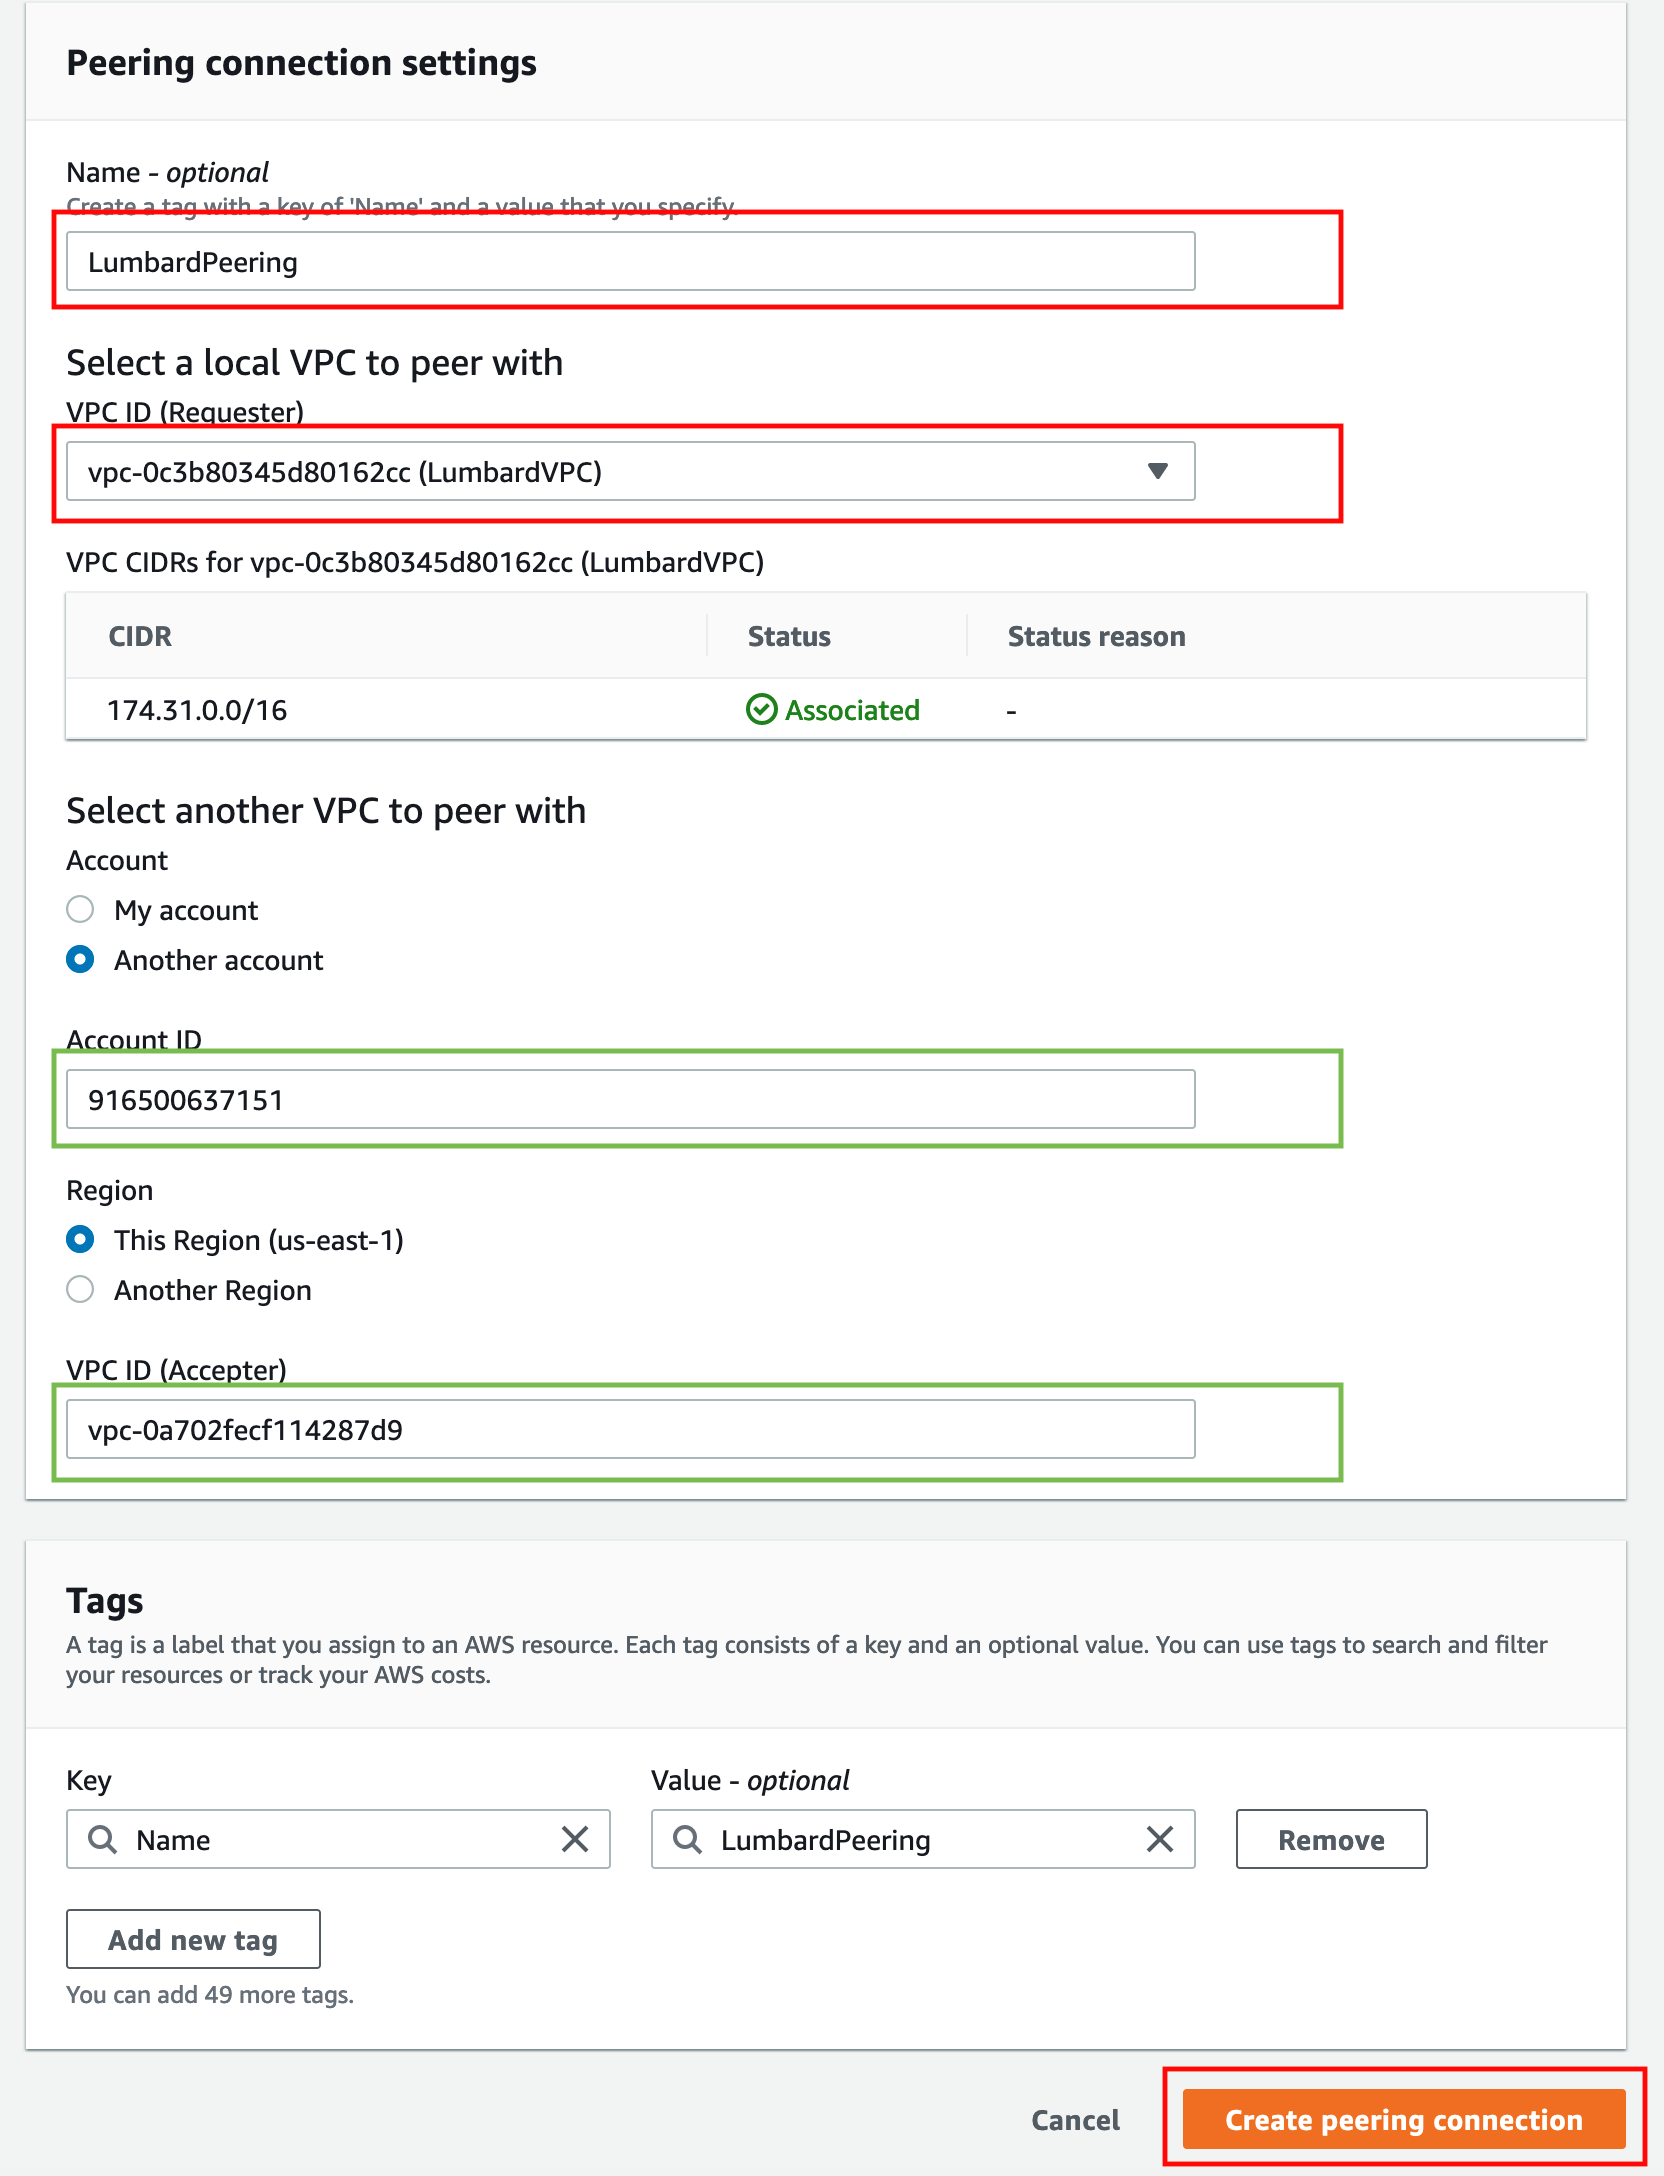 Peering connection settings
Name - optional
Create a tag with a key of 'Name' and a value that you specify.
LumbardPeering
Select a local VPC to peer with
VPC ID (Requester)
vpc-0c3b80345d80162cc (LumbardVPC)
VPC CIDRs for vpc-0c3b80345d80162cc (LumbardVPC)
CIDR Status Status reason
174.31.0.0/16 Associated -
Select another VPC to peer with
Account
My account
Another account
Account ID
916500637151
Region
This Region (us-east-1)
Another Region
VPC ID (Accepter)
vpc-0a702fecf114287d9
Tags
A tag is a label that you assign to an AWS resource. Each tag consists of a key and an optional value. You can use tags to search and filter
your resources or track your AWS costs.
Key Value - optional
Name LumbardPeering Remove
Add new tag
You can add 49 more tags.
Cancel Create peering connection